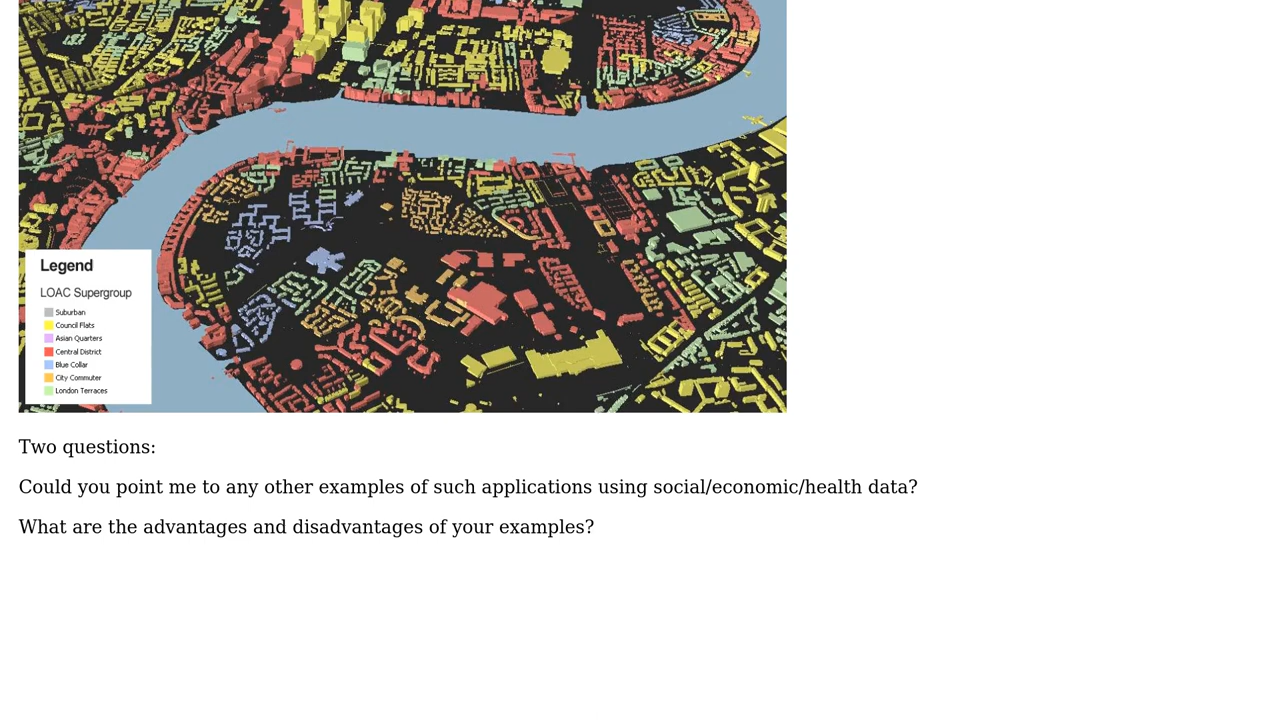 Legend
LOAC Supergroup
Suburban
Council Flats
Asian Quarters
Central District
Blue Collar
City Commuter
London Terraces
Two questions:
Could you point me to any other examples of such applications using social/economic/health data?
What are the advantages and disadvantages of your examples?